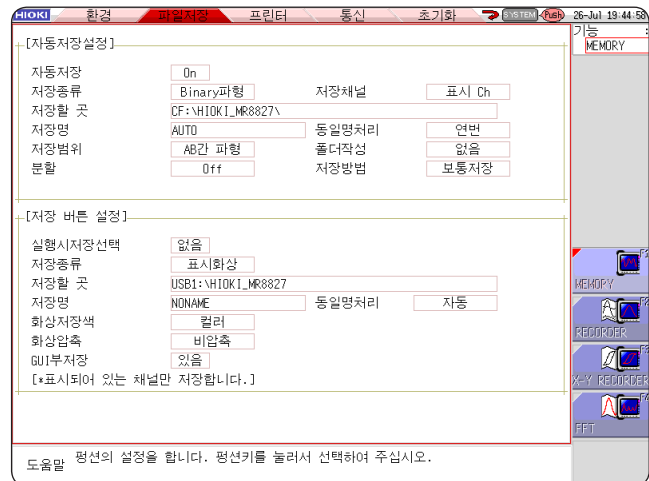 HIOKI 환경 파일저장 프린터 통신 초기화 SYSTEM Push 26-Jul 19:44:58
기능 :
MEMORY
[자동저장설정]
자동저장 On
저장종류 Binary파형 저장채널 표시 Ch
저장할 곳 CF:\HIOKI_MR8827\
저장명 AUTO 동일명처리 연번
저장범위 AB간 파형 폴더작성 없음
분할 Off 저장방법 보통저장
[저장 버튼 설정]
실행시저장선택 없음
저장종류 표시화상
저장할 곳 USB1:\HIOKI_MR8827
저장명 NONAME 동일명처리 자동
화상저장색 컬러
화상압축 비압축
GUI부저장 있음
[*표시되어 있는 채널만 저장합니다.]
MEMORY
RECORDER
X-Y RECORDER
FFT
도움말 펑션의 설정을 합니다. 펑션키를 눌러서 선택하여 주십시오.